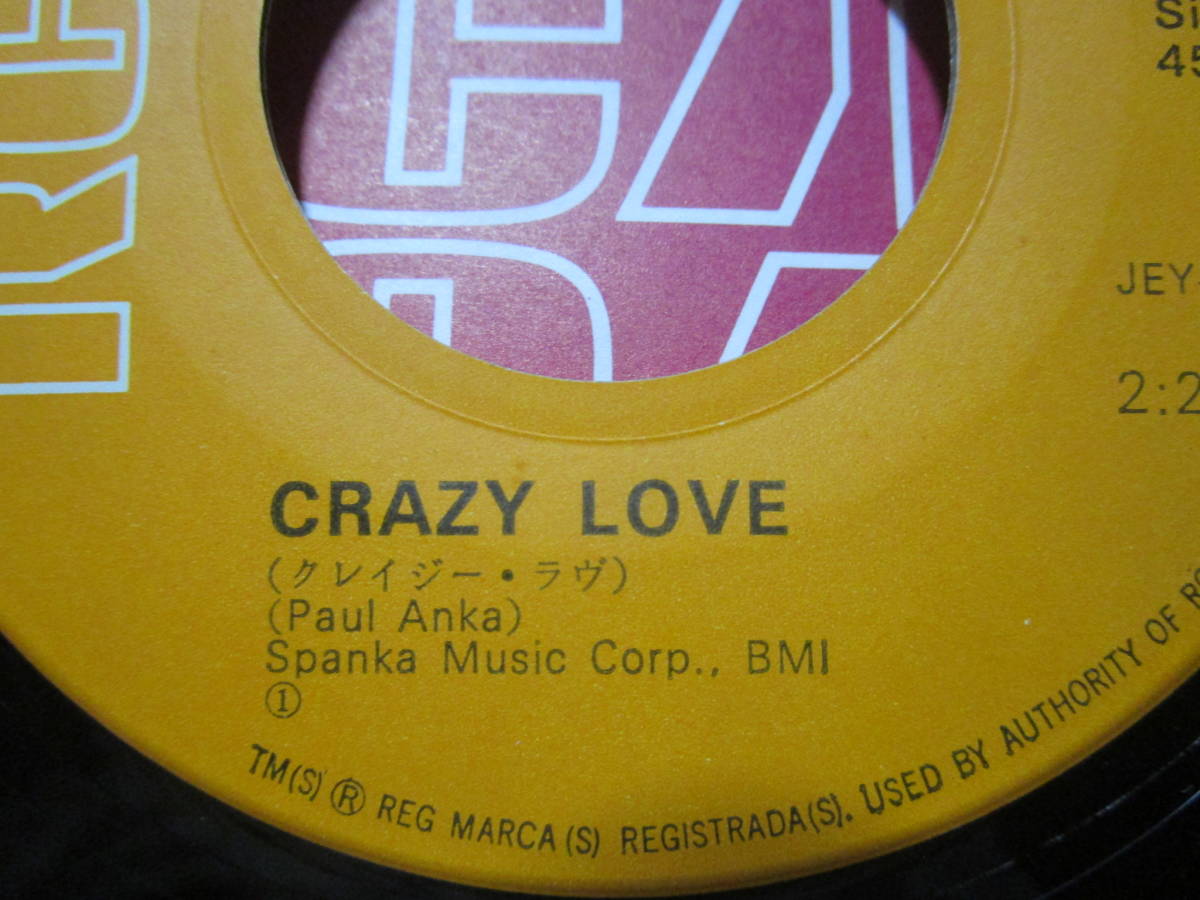 RCA
45
JEY-
2:2
CRAZY LOVE
(クレイジー・ラヴ)
(Paul Anka)
Spanka Music Corp., BMI
①
TM(S) ® REG MARCA(S) REGISTRADA(S). USED BY AUTHORITY OF